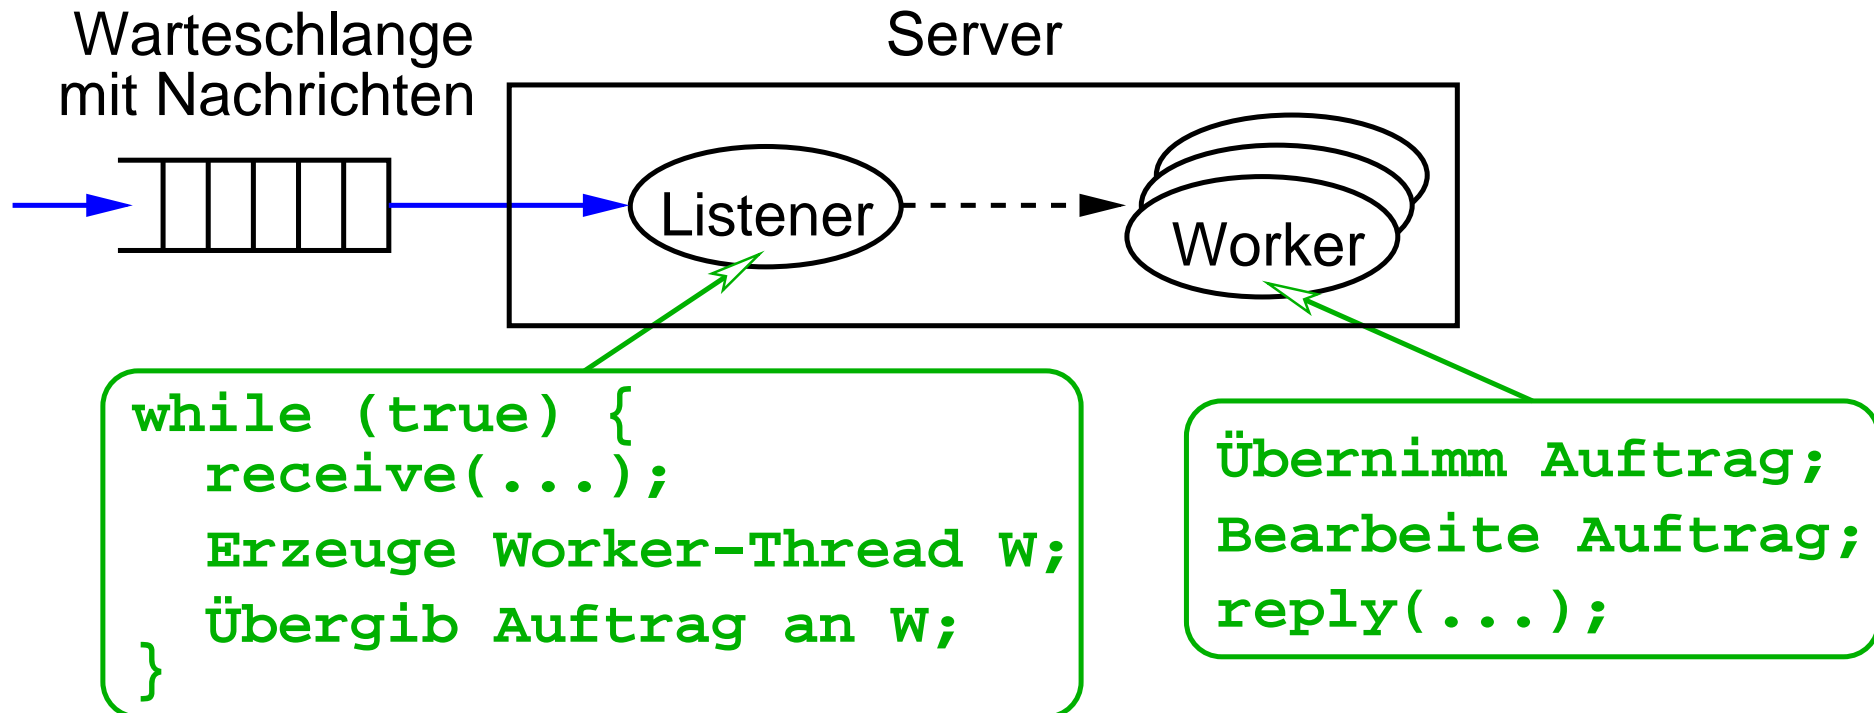 Warteschlange
mit Nachrichten
Server
Listener
Worker
while (true) {
receive(...);
Erzeuge Worker-Thread W;
Übergib Auftrag an W;
}
Übernimm Auftrag;
Bearbeite Auftrag;
reply(...);